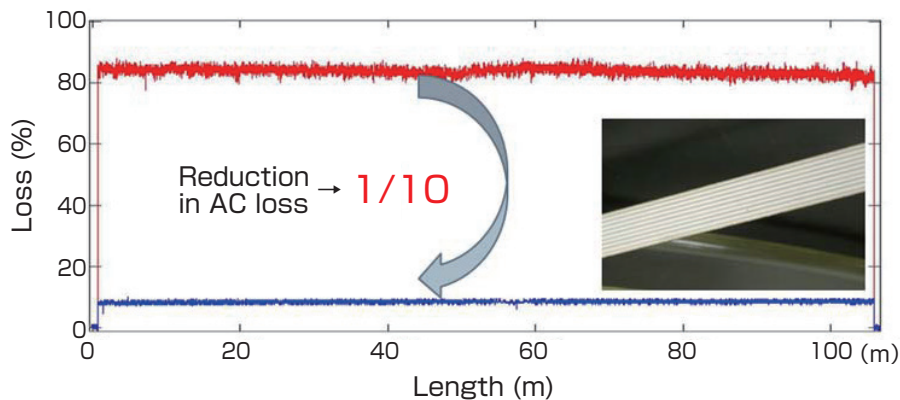 100
80
60
40
20
0
Loss (%)
Reduction
in AC loss → 1/10
0 20 40 60 80 100 (m)
Length (m)